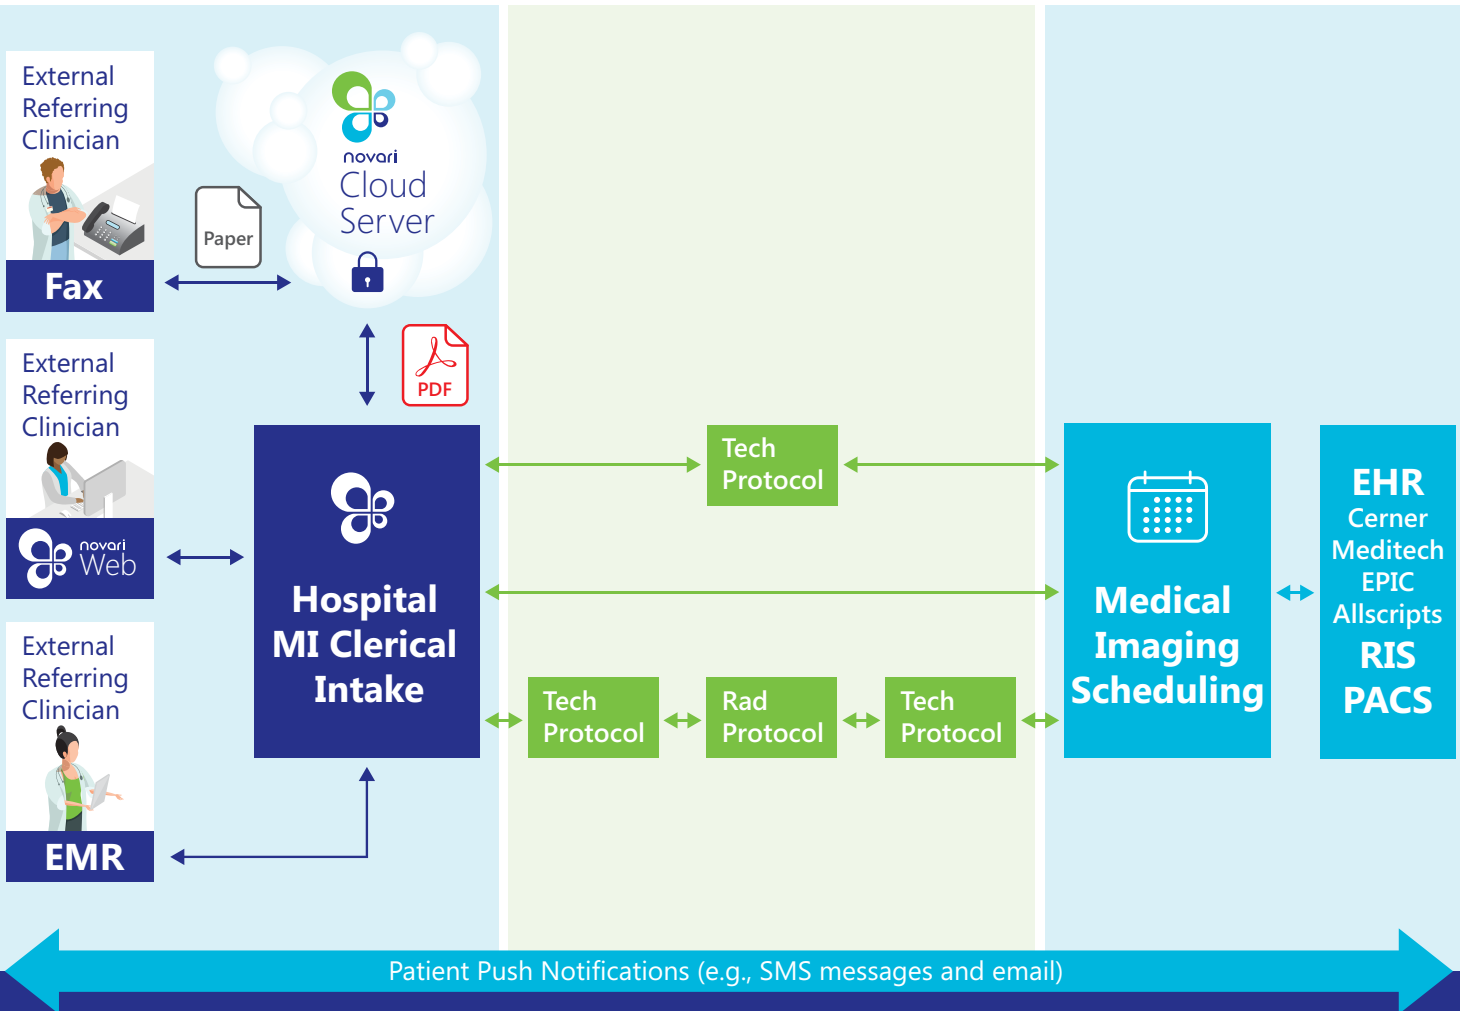 External
Referring
Clinician
Fax
Paper
novari
Cloud
Server
PDF
External
Referring
Clinician
novari
Web
External
Referring
Clinician
EMR
Hospital
MI Clerical
Intake
Tech
Protocol
Tech
Protocol
Rad
Protocol
Tech
Protocol
Medical
Imaging
Scheduling
EHR
Cerner
Meditech
EPIC
Allscripts
RIS
PACS
Patient Push Notifications (e.g., SMS messages and email)